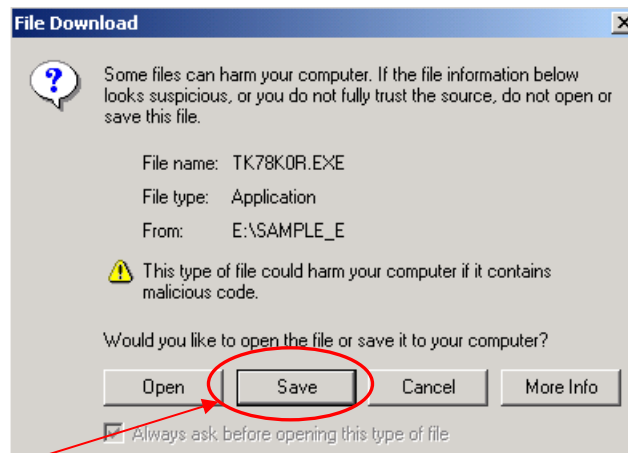 File Download
Some files can harm your computer. If the file information below
looks suspicious, or you do not fully trust the source, do not open or
save this file.
File name: TK78K0R.EXE
File type: Application
From: E:\SAMPLE_E
This type of file could harm your computer if it contains
malicious code.
Would you like to open the file or save it to your computer?
Open Save Cancel More Info
Always ask before opening this type of file